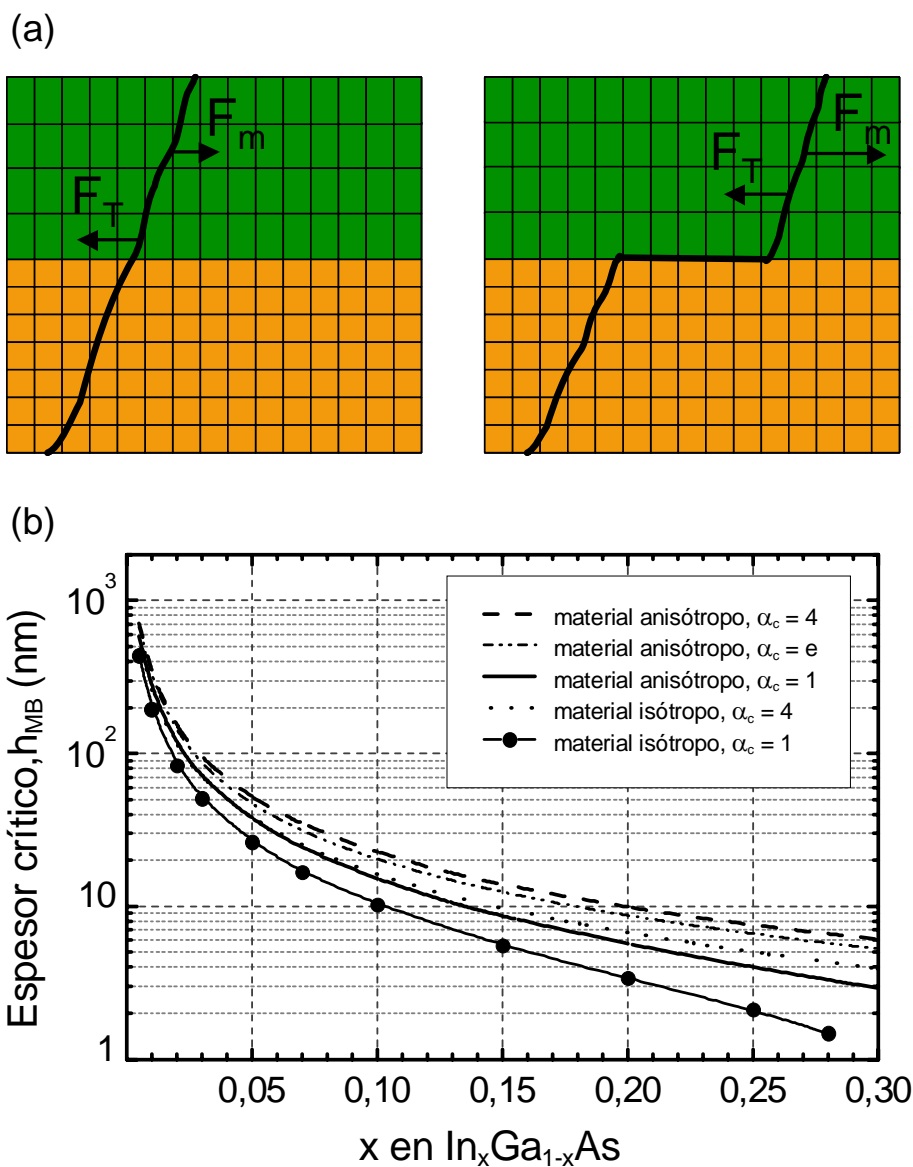 (a)
F_m
F_T
F_T
F_m
(b)
Espesor crítico,h_MB (nm)
10^3
10^2
10
1
material anisótropo, α_c = 4
material anisótropo, α_c = e
material anisótropo, α_c = 1
material isótropo, α_c = 4
material isótropo, α_c = 1
0,05 0,10 0,15 0,20 0,25 0,30
x en In_xGa_1-xAs